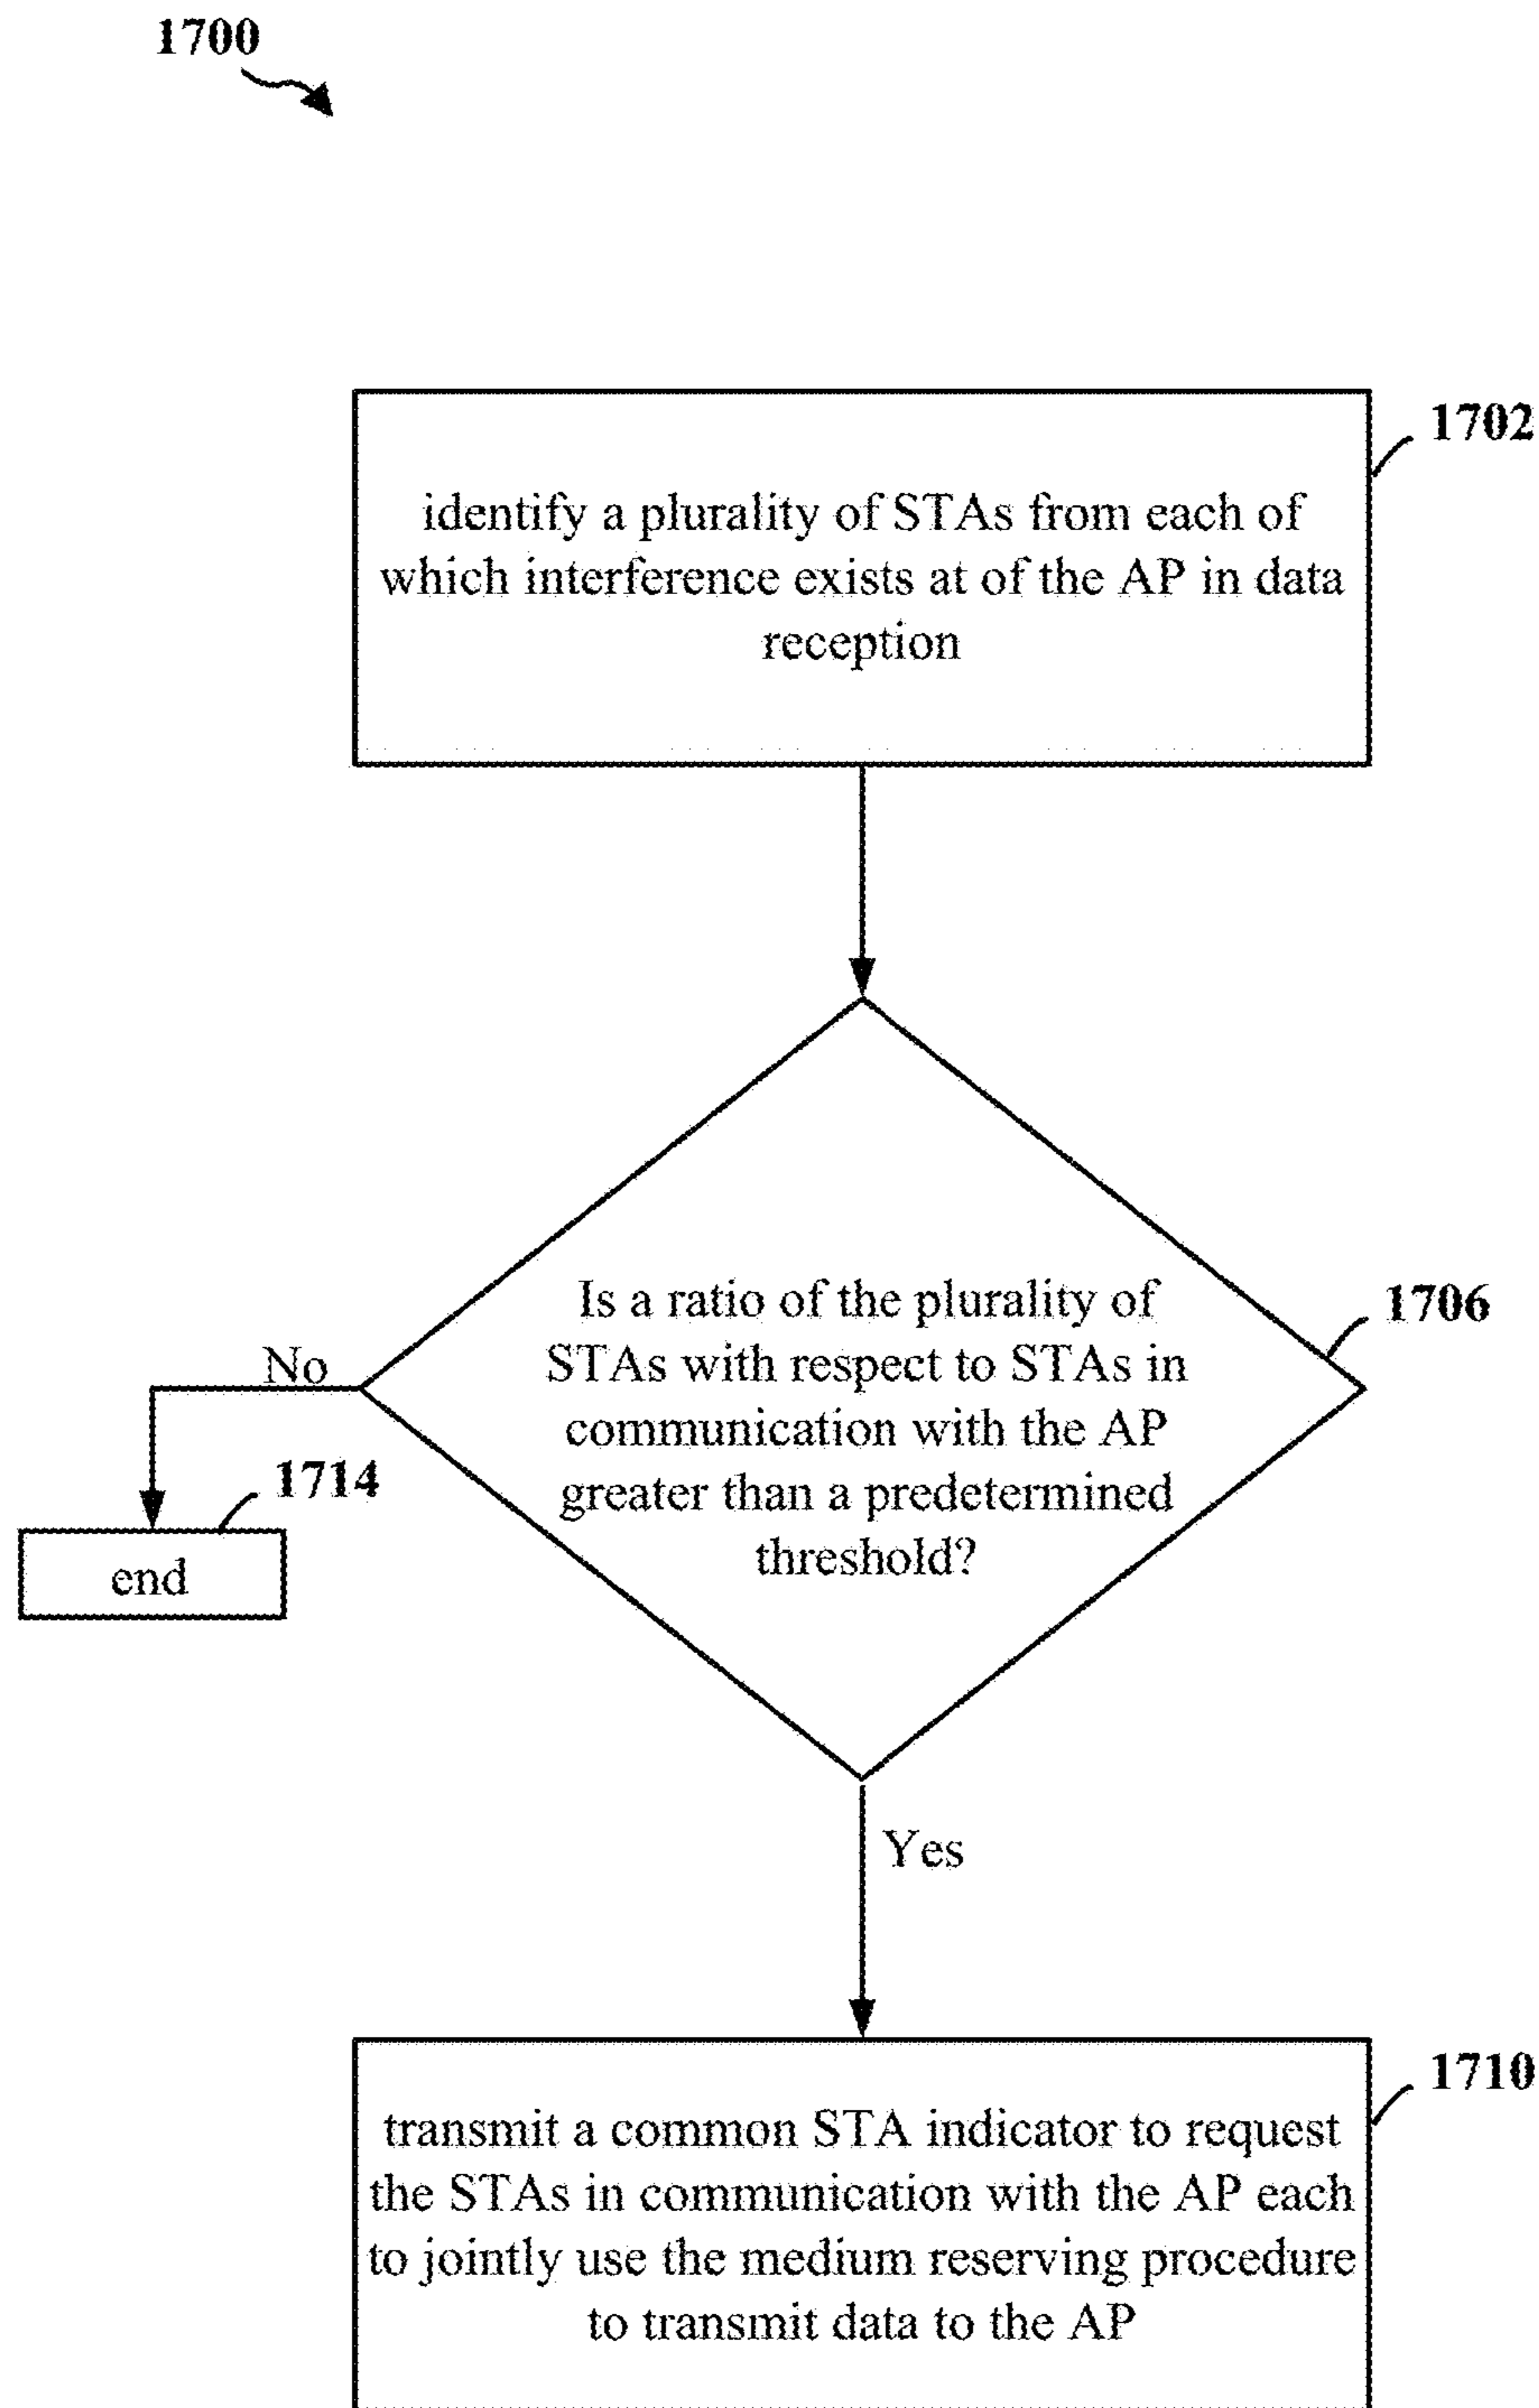 1700
1702
identify a plurality of STAs from each of
which interference exists at of the AP in data
reception
Is a ratio of the plurality of
STAs with respect to STAs in
communication with the AP
greater than a predetermined
threshold?
1706
No
1714
end
Yes
1710
transmit a common STA indicator to request
the STAs in communication with the AP each
to jointly use the medium reserving procedure
to transmit data to the AP